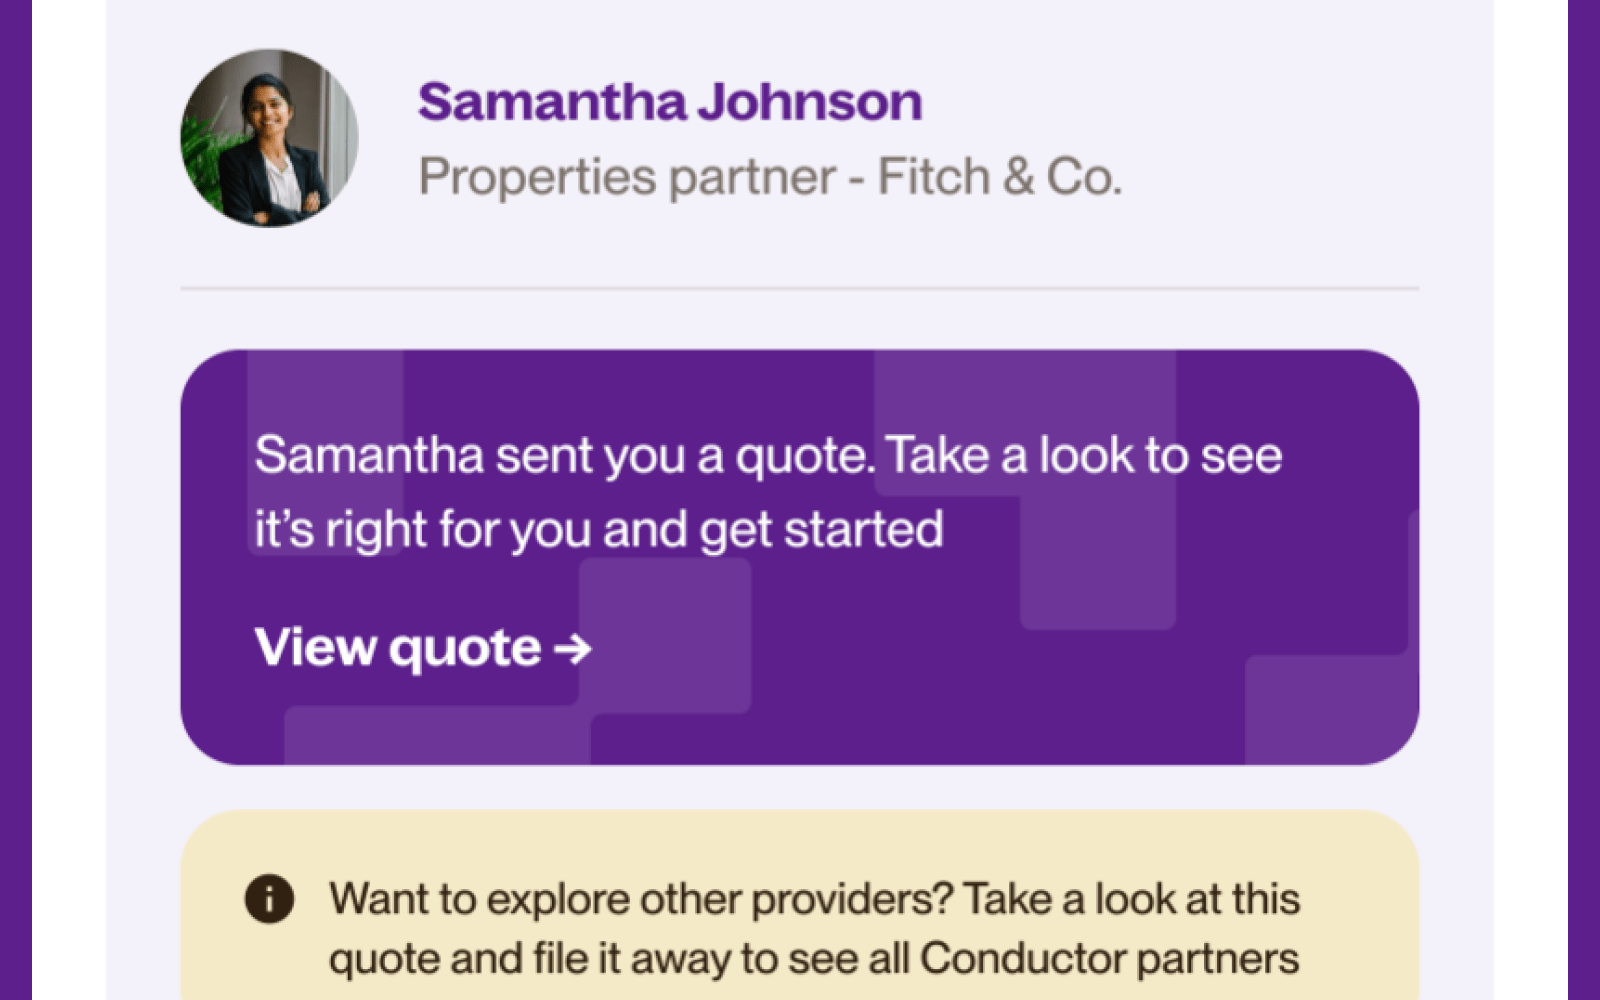 Samantha Johnson
Properties partner - Fitch & Co.
Samantha sent you a quote. Take a look to see
it’s right for you and get started
View quote →
Want to explore other providers? Take a look at this
quote and file it away to see all Conductor partners